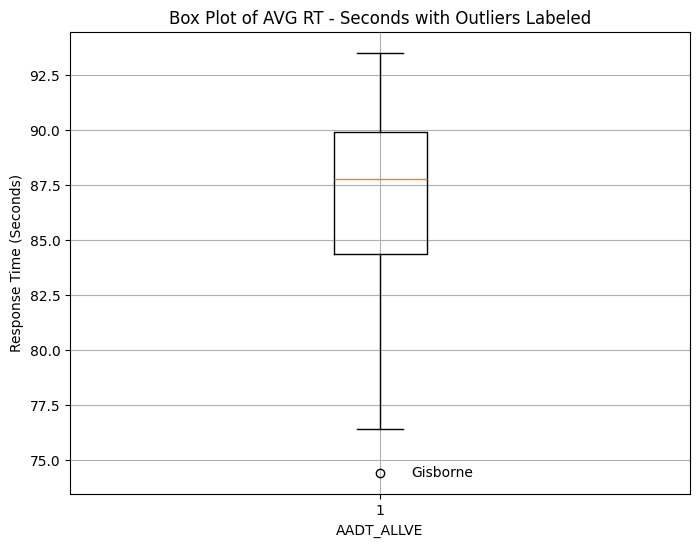 Box Plot of AVG RT - Seconds with Outliers Labeled
Response Time (Seconds)
92.5
90.0
87.5
85.0
82.5
80.0
77.5
75.0
Gisborne
1
AADT_ALLVE